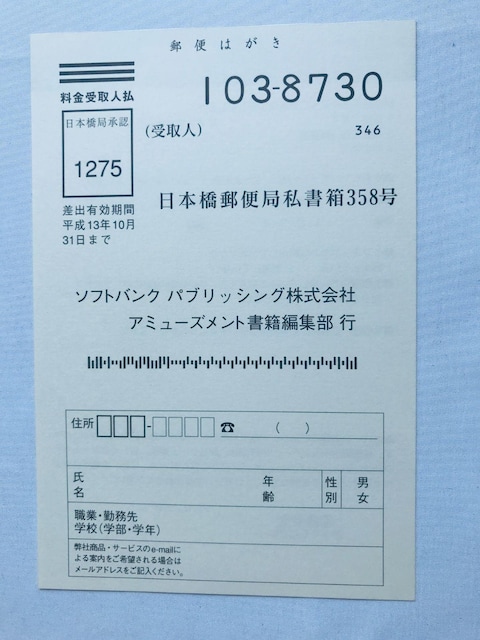 郵便はがき
料金受取人払
103-8730
日本橋局承認
1275
(受取人)
346
差出有効期間
平成13年10月
31日まで
日本橋郵便局私書箱358号
ソフトバンク パブリッシング株式会社
アミューズメント書籍編集部 行
住所 - ☎ ( )
氏名 年齢 性別 男 女
職業・勤務先
学校(学部・学年)
弊社商品・サービスのe-mailに
よる案内をご希望される場合は
メールアドレスをご記入ください。